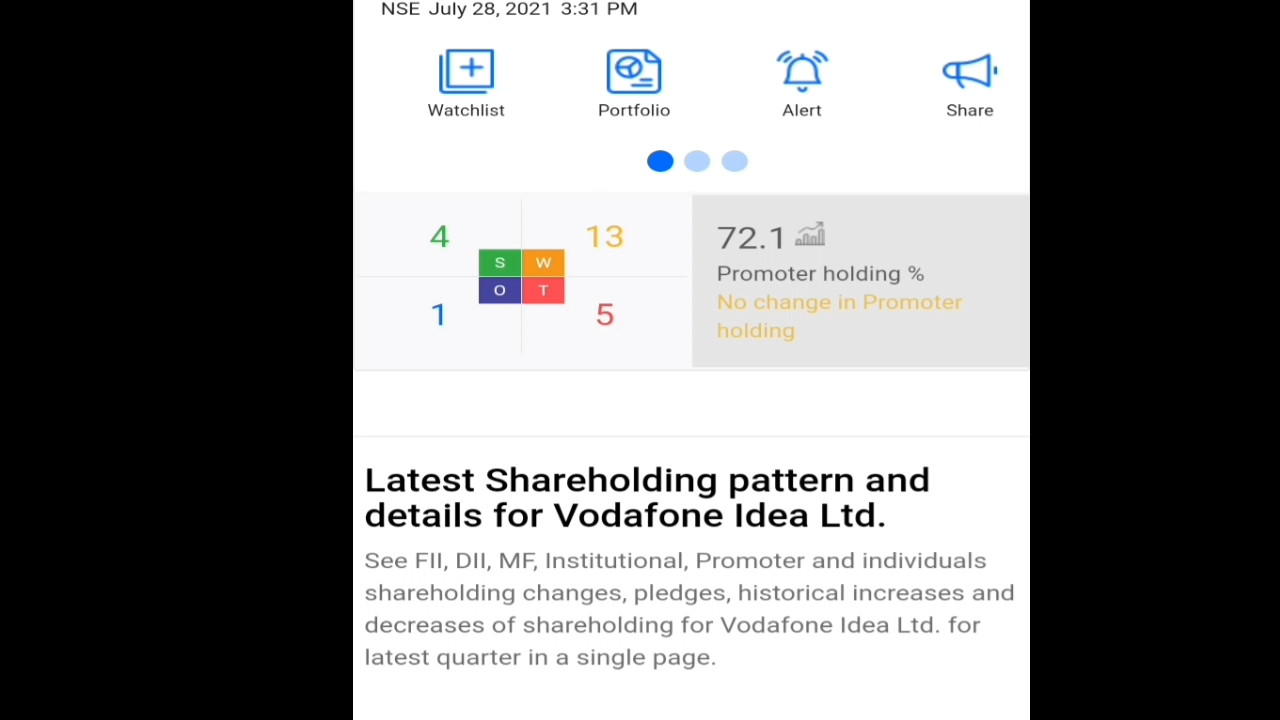 NSE July 28, 2021 3:31 PM
Watchlist Portfolio Alert Share
4 13
S W
O T
1 5
72.1
Promoter holding %
No change in Promoter
holding
Latest Shareholding pattern and
details for Vodafone Idea Ltd.
See FII, DII, MF, Institutional, Promoter and individuals
shareholding changes, pledges, historical increases and
decreases of shareholding for Vodafone Idea Ltd. for
latest quarter in a single page.